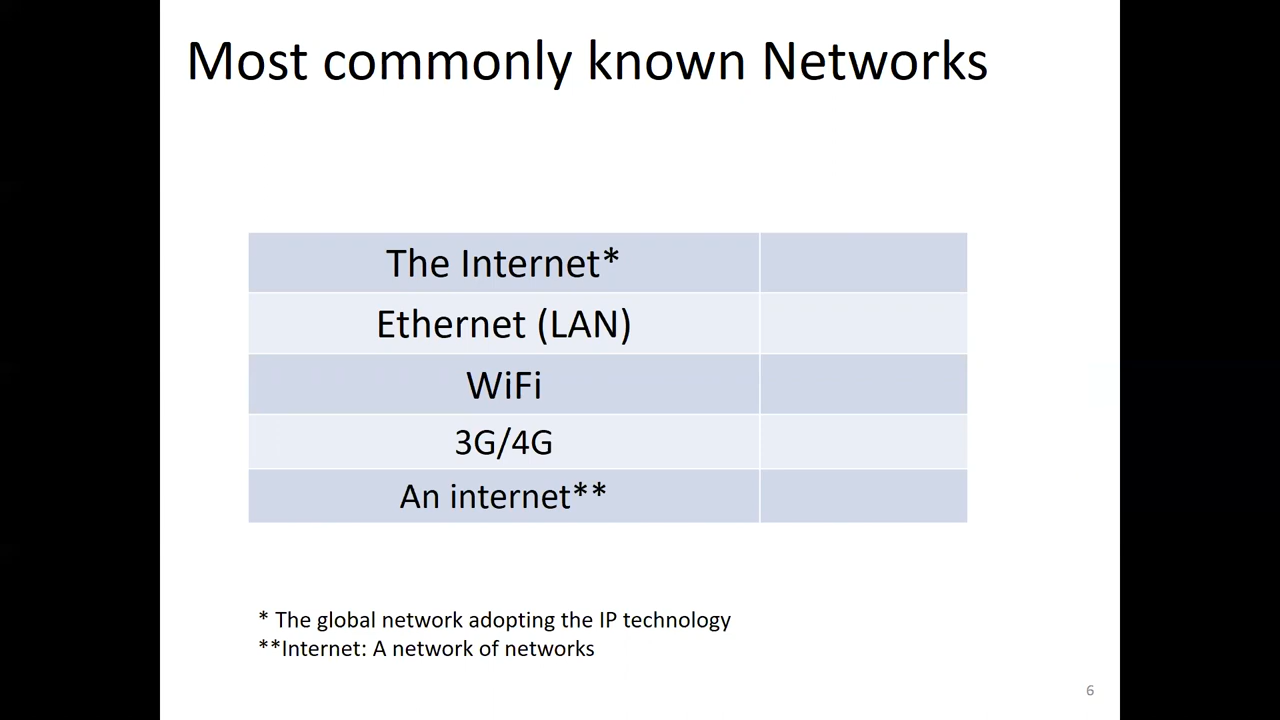 Most commonly known Networks
The Internet*
Ethernet (LAN)
WiFi
3G/4G
An internet**
* The global network adopting the IP technology
**Internet: A network of networks
6